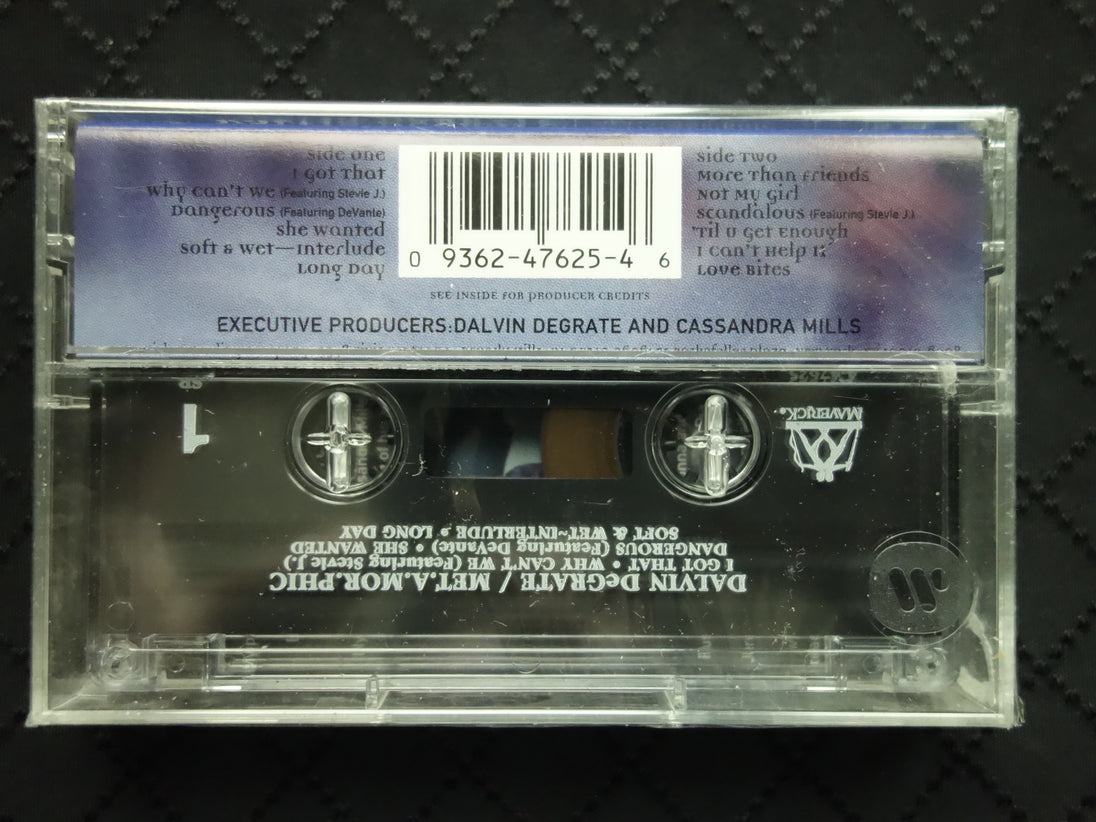 side one
I Got That
Why Can't We (Featuring Stevie J.)
Dangerous (Featuring DeVante)
She Wanted
Soft & Wet—Interlude
Long Day
0 9362-47625-4 6
side Two
More Than Friends
Not My Girl
Scandalous (Featuring Stevie J.)
'Til U Get Enough
I Can't Help It
Love Bites
SEE INSIDE FOR PRODUCER CREDITS
EXECUTIVE PRODUCERS:DALVIN DEGRATE AND CASSANDRA MILLS
SR
1
MAVERICK®
DALVIN DeGRATE / MET.A.MOR.PHIC
I GOT THAT • WHY CAN'T WE (Featuring Stevie J.)
DANGEROUS (Featuring DeVante) • SHE WANTED
SOFT & WET~INTERLUDE • LONG DAY